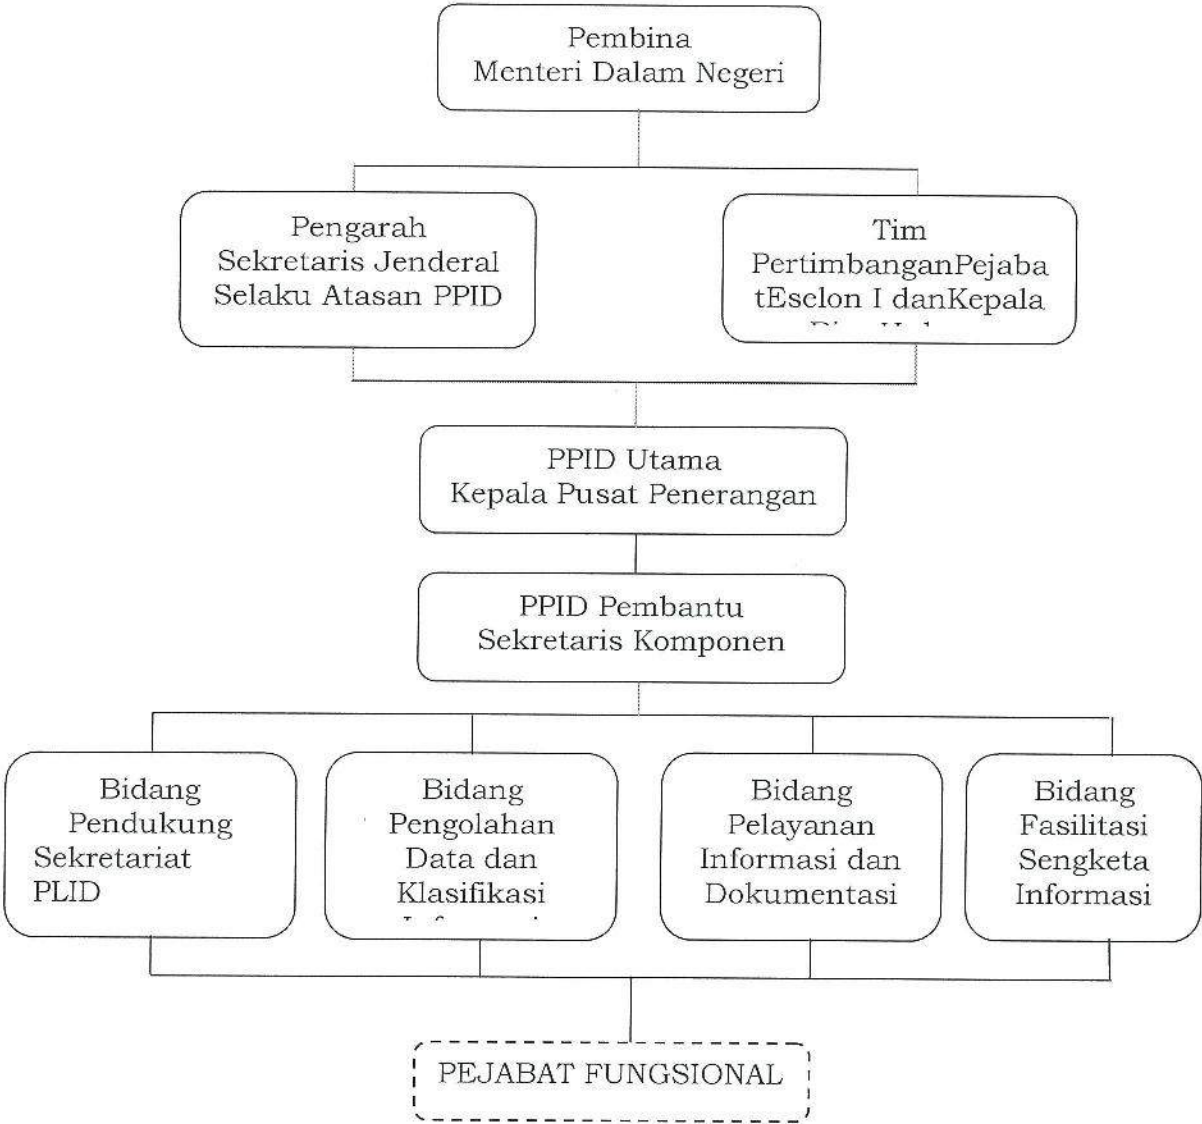 Pembina
Menteri Dalam Negeri
Pengarah
Sekretaris Jenderal
Selaku Atasan PPID
Tim
PertimbanganPejaba
tEselon I danKepala
PPID Utama
Kepala Pusat Penerangan
PPID Pembantu
Sekretaris Komponen
Bidang
Pendukung
Sekretariat
PLID
Bidang
Pengolahan
Data dan
Klasifikasi
Bidang
Pelayanan
Informasi dan
Dokumentasi
Bidang
Fasilitasi
Sengketa
Informasi
PEJABAT FUNGSIONAL